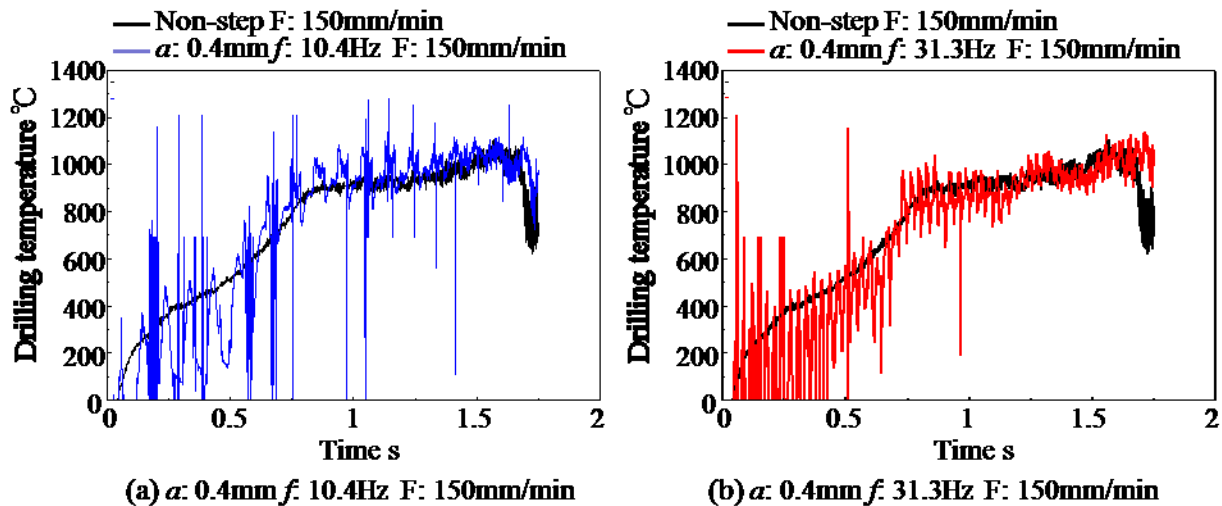 Non-step F: 150mm/min
a: 0.4mm f: 10.4Hz F: 150mm/min
1400
1200
1000
800
600
400
200
0
Drilling temperature ℃
0 0.5 1 1.5 2
Time s
(a) a: 0.4mm f: 10.4Hz F: 150mm/min
Non-step F: 150mm/min
a: 0.4mm f: 31.3Hz F: 150mm/min
1400
1200
1000
800
600
400
200
0
Drilling temperature ℃
0 0.5 1 1.5 2
Time s
(b) a: 0.4mm f: 31.3Hz F: 150mm/min